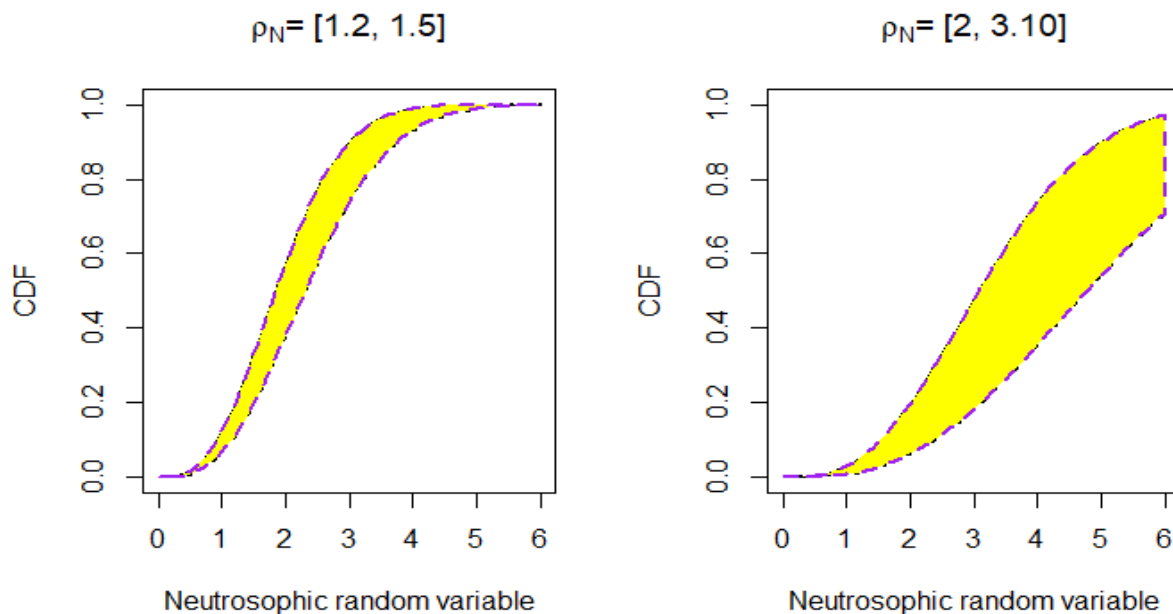 ρN= [1.2, 1.5]
CDF
1.0
0.8
0.6
0.4
0.2
0.0
0 1 2 3 4 5 6
Neutrosophic random variable
ρN= [2, 3.10]
CDF
1.0
0.8
0.6
0.4
0.2
0.0
0 1 2 3 4 5 6
Neutrosophic random variable